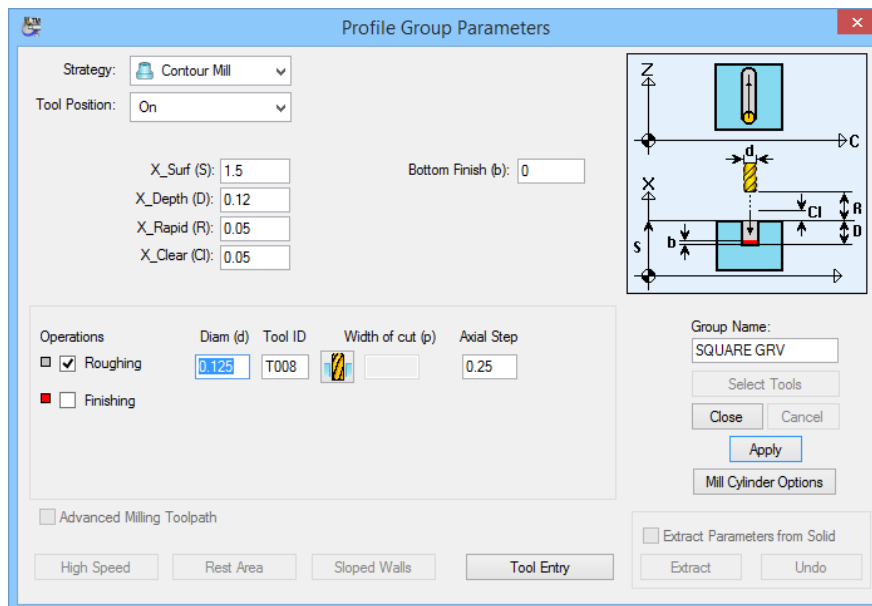 Profile Group Parameters
Strategy: Contour Mill
Tool Position: On
X_Surf (S): 1.5
Bottom Finish (b): 0
X_Depth (D): 0.12
X_Rapid (R): 0.05
X_Clear (Cl): 0.05
Z
C
d
X
Cl
R
D
S
b
Operations Diam (d) Tool ID Width of cut (p) Axial Step
Roughing 0.125 T008 0.25
Finishing
Group Name:
SQUARE GRV
Select Tools
Close Cancel
Apply
Mill Cylinder Options
Advanced Milling Toolpath
High Speed Rest Area Sloped Walls Tool Entry
Extract Parameters from Solid
Extract Undo